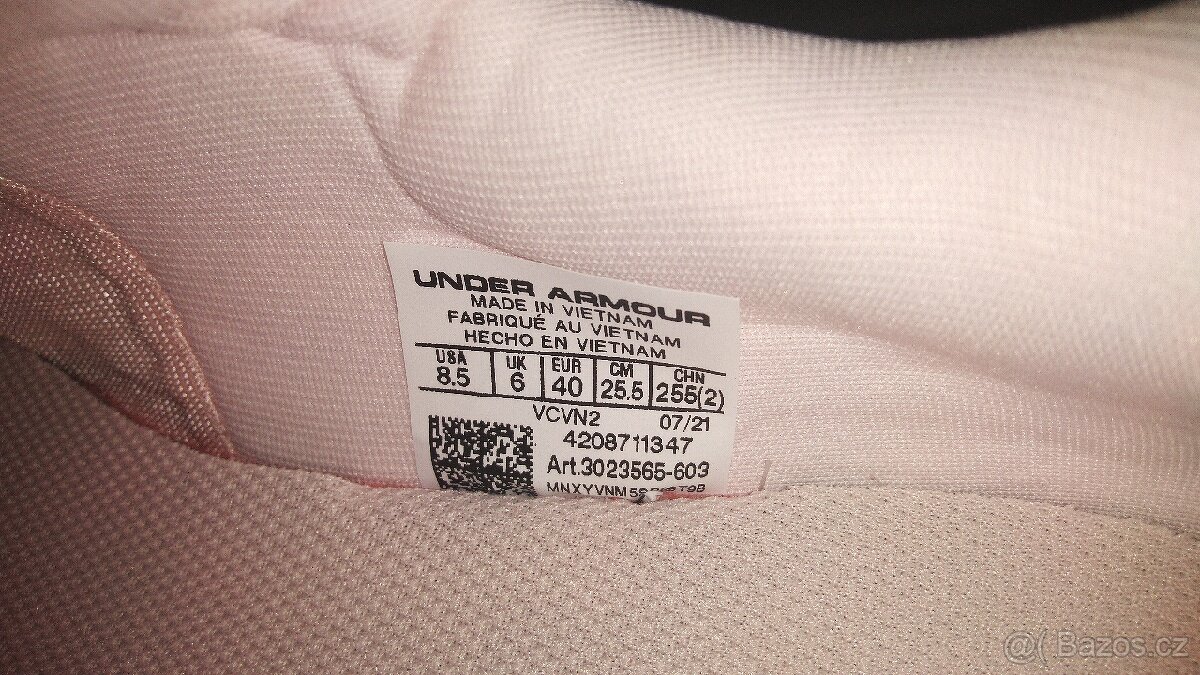 UNDER ARMOUR
MADE IN VIETNAM
FABRIQUÉ AU VIETNAM
HECHO EN VIETNAM
USA UK EUR CM CHN
8.5 6 40 25.5 255(2)
VCVN2 07/21
4208711347
Art.3023565-603
@( Bazos.cz